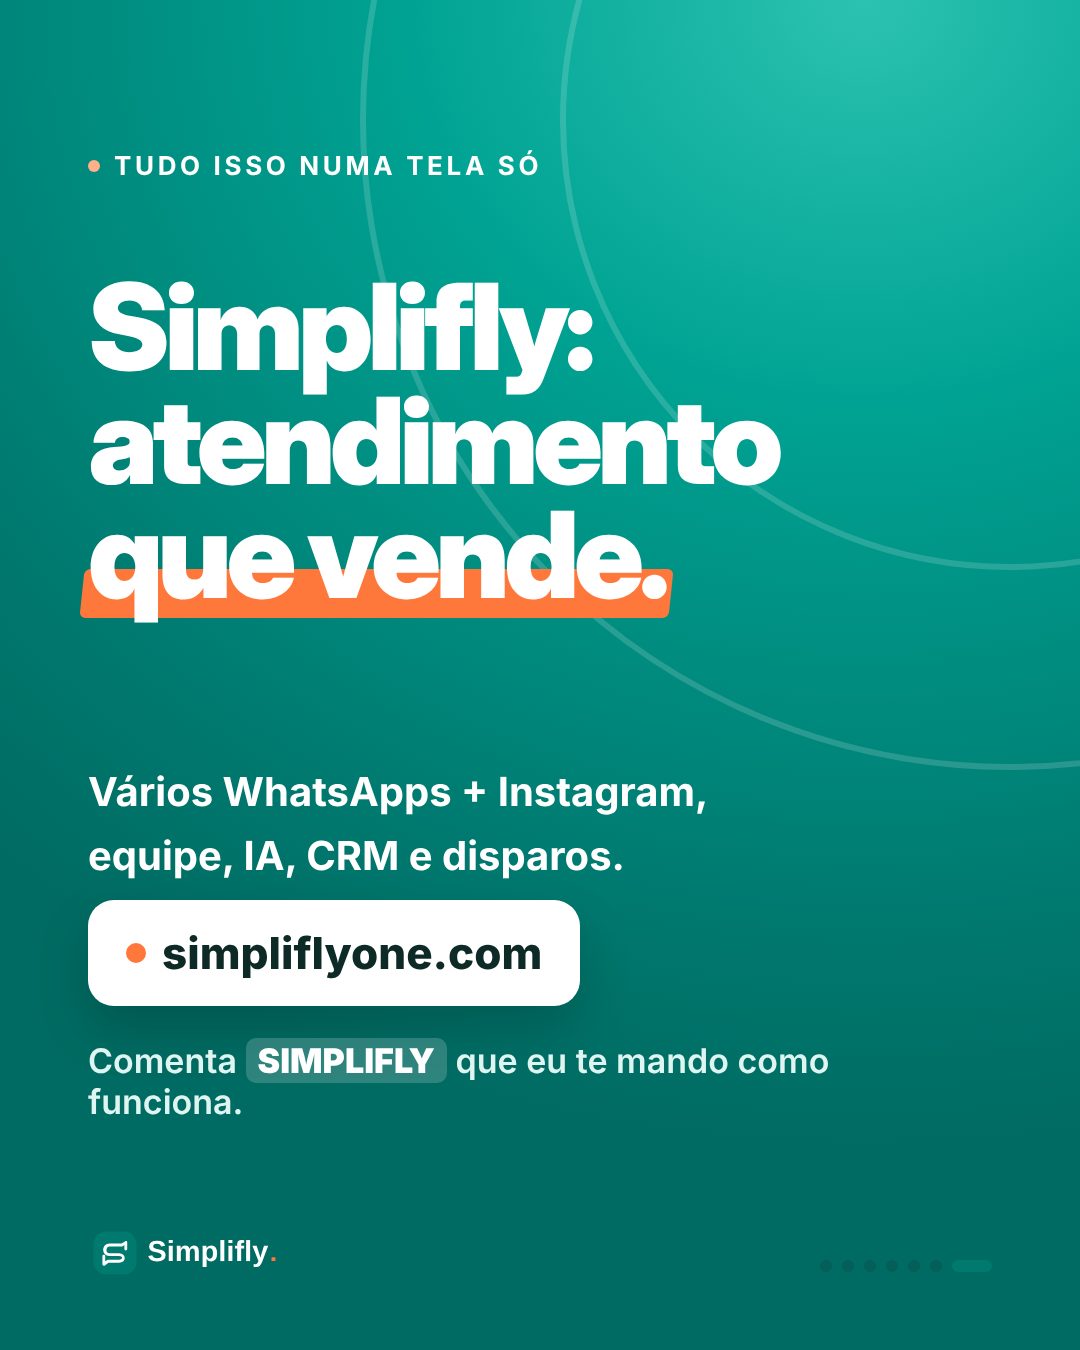 TUDO ISSO NUMA TELA SÓ
Simplifly:
atendimento
que vende.
Vários WhatsApps + Instagram,
equipe, IA, CRM e disparos.
simpliflyone.com
Comenta SIMPLIFLY que eu te mando como
funciona.
Simplifly.